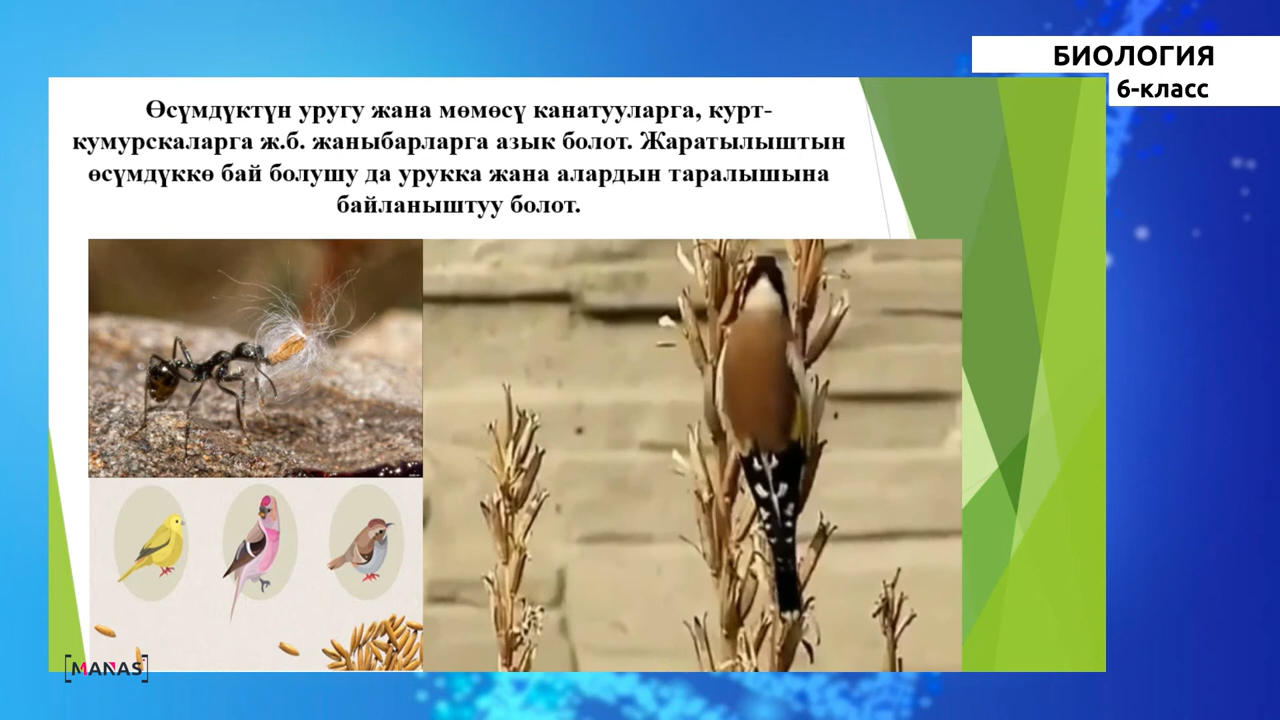 БИОЛОГИЯ
6-класс
Өсүмдүктүн уругу жана мөмөсү канатууларга, курт-
кумурскаларга ж.б. жаныбарларга азык болот. Жаратылыштын
өсүмдүккө бай болушу да урукка жана алардын таралышына
байланыштуу болот.
[MANAS]